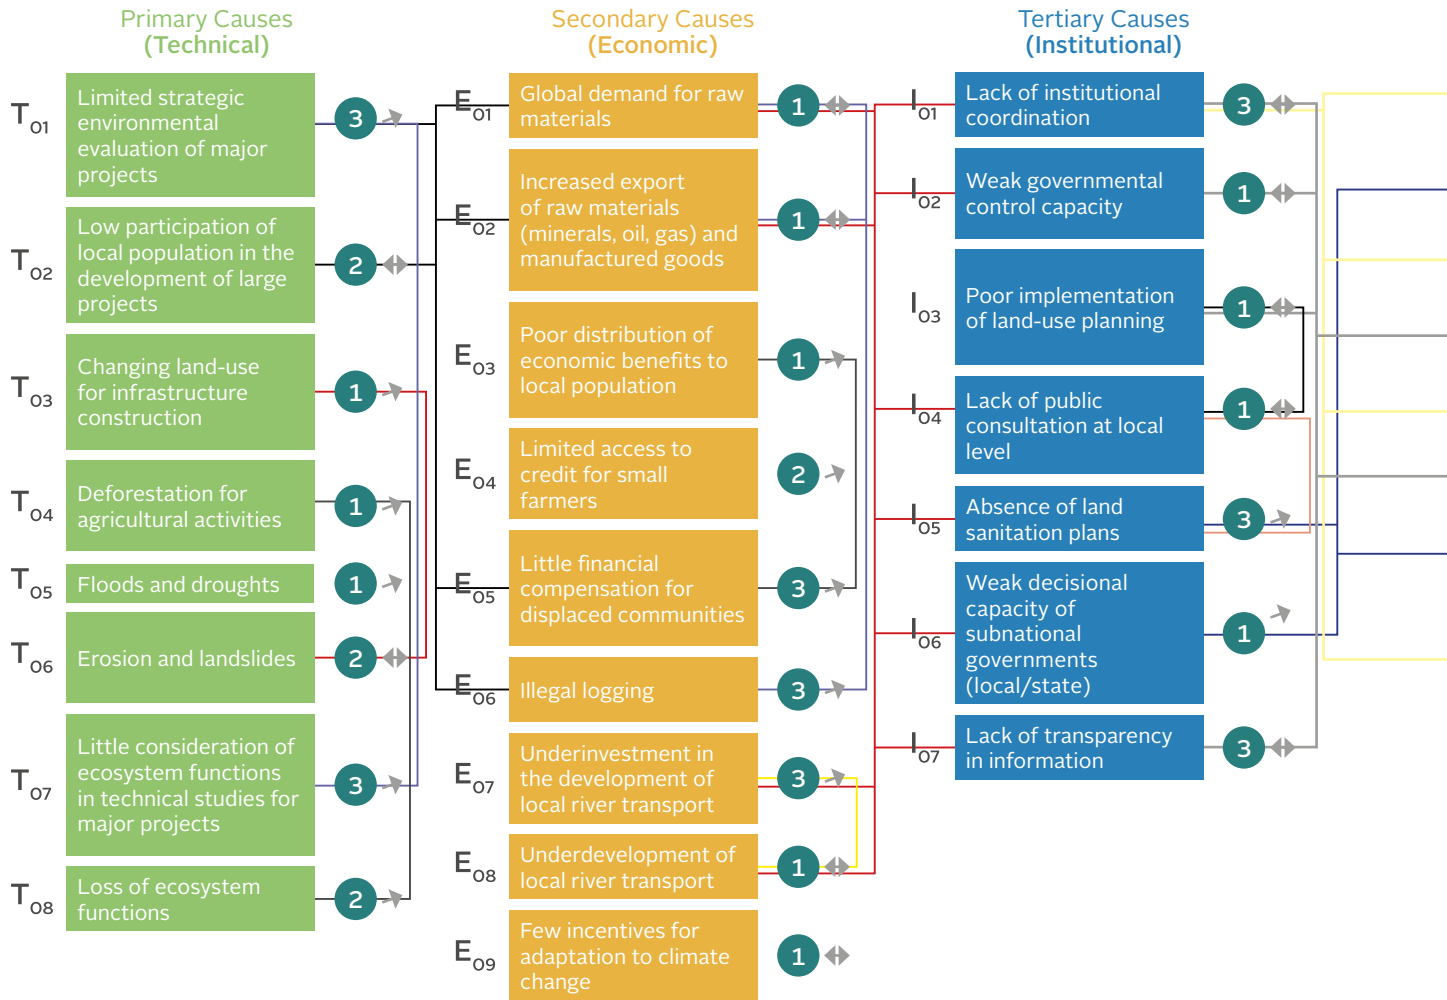 Primary Causes
(Technical)
T01
Limited strategic
environmental
evaluation of major
projects
3
T02
Low participation of
local population in the
development of large
projects
2
T03
Changing land-use
for infrastructure
construction
1
T04
Deforestation for
agricultural activities
1
T05
Floods and droughts
1
T06
Erosion and landslides
2
T07
Little consideration of
ecosystem functions
in technical studies for
major projects
3
T08
Loss of ecosystem
functions
2
Secondary Causes
(Economic)
E01
Global demand for raw
materials
1
E02
Increased export
of raw materials
(minerals, oil, gas) and
manufactured goods
1
E03
Poor distribution of
economic benefits to
local population
1
E04
Limited access to
credit for small
farmers
2
E05
Little financial
compensation for
displaced communities
3
E06
Illegal logging
3
E07
Underinvestment in
the development of
local river transport
3
E08
Underdevelopment of
local river transport
1
E09
Few incentives for
adaptation to climate
change
1
Tertiary Causes
(Institutional)
I01
Lack of institutional
coordination
3
I02
Weak governmental
control capacity
1
I03
Poor implementation
of land-use planning
1
I04
Lack of public
consultation at local
level
1
I05
Absence of land
sanitation plans
3
I06
Weak decisional
capacity of
subnational
governments
(local/state)
1
I07
Lack of transparency
in information
3